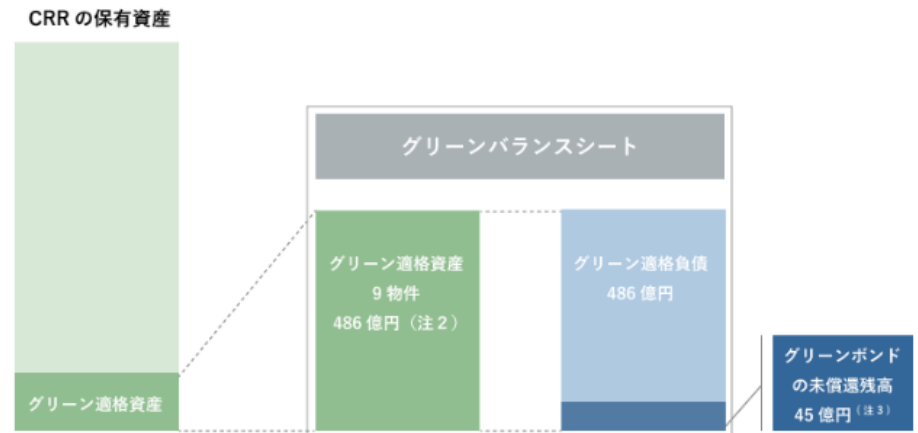 CRR の保有資産
グリーンバランスシート
グリーン適格資産
9 物件
486 億円（注２）
グリーン適格負債
486 億円
グリーンボンド
の未償還残高
45 億円（注３）
グリーン適格資産